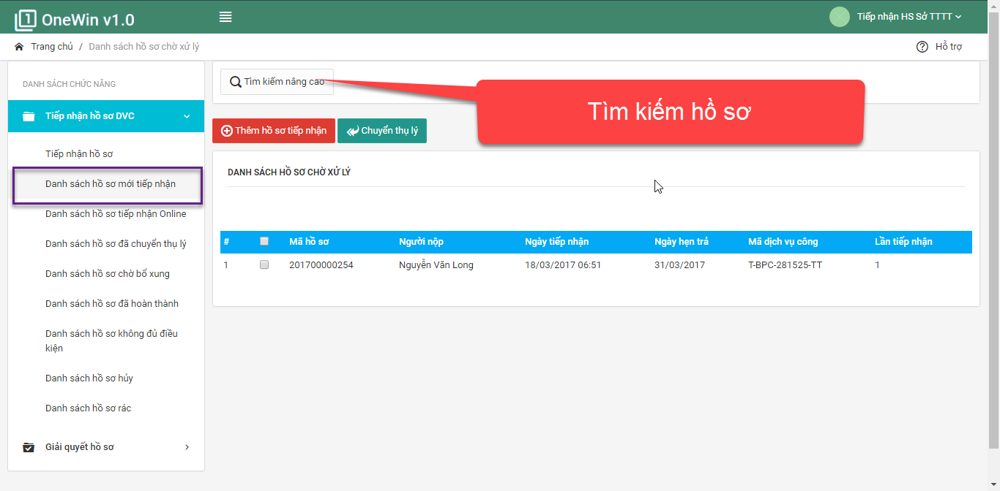 OneWin v1.0
Tiếp nhận HS Sở TTTT
Trang chủ / Danh sách hồ sơ chờ xử lý
Hỗ trợ
DANH SÁCH CHỨC NĂNG
Tiếp nhận hồ sơ DVC
Tiếp nhận hồ sơ
Danh sách hồ sơ mới tiếp nhận
Danh sách hồ sơ tiếp nhận Online
Danh sách hồ sơ đã chuyển thụ lý
Danh sách hồ sơ chờ bổ xung
Danh sách hồ sơ đã hoàn thành
Danh sách hồ sơ không đủ điều
kiện
Danh sách hồ sơ hủy
Danh sách hồ sơ rác
Giải quyết hồ sơ
Tìm kiếm nâng cao
Tìm kiếm hồ sơ
Thêm hồ sơ tiếp nhận
Chuyển thụ lý
DANH SÁCH HỒ SƠ CHỜ XỬ LÝ
# Mã hồ sơ Người nộp Ngày tiếp nhận Ngày hẹn trả Mã dịch vụ công Lần tiếp nhận
1 201700000254 Nguyễn Văn Long 18/03/2017 06:51 31/03/2017 T-BPC-281525-TT 1